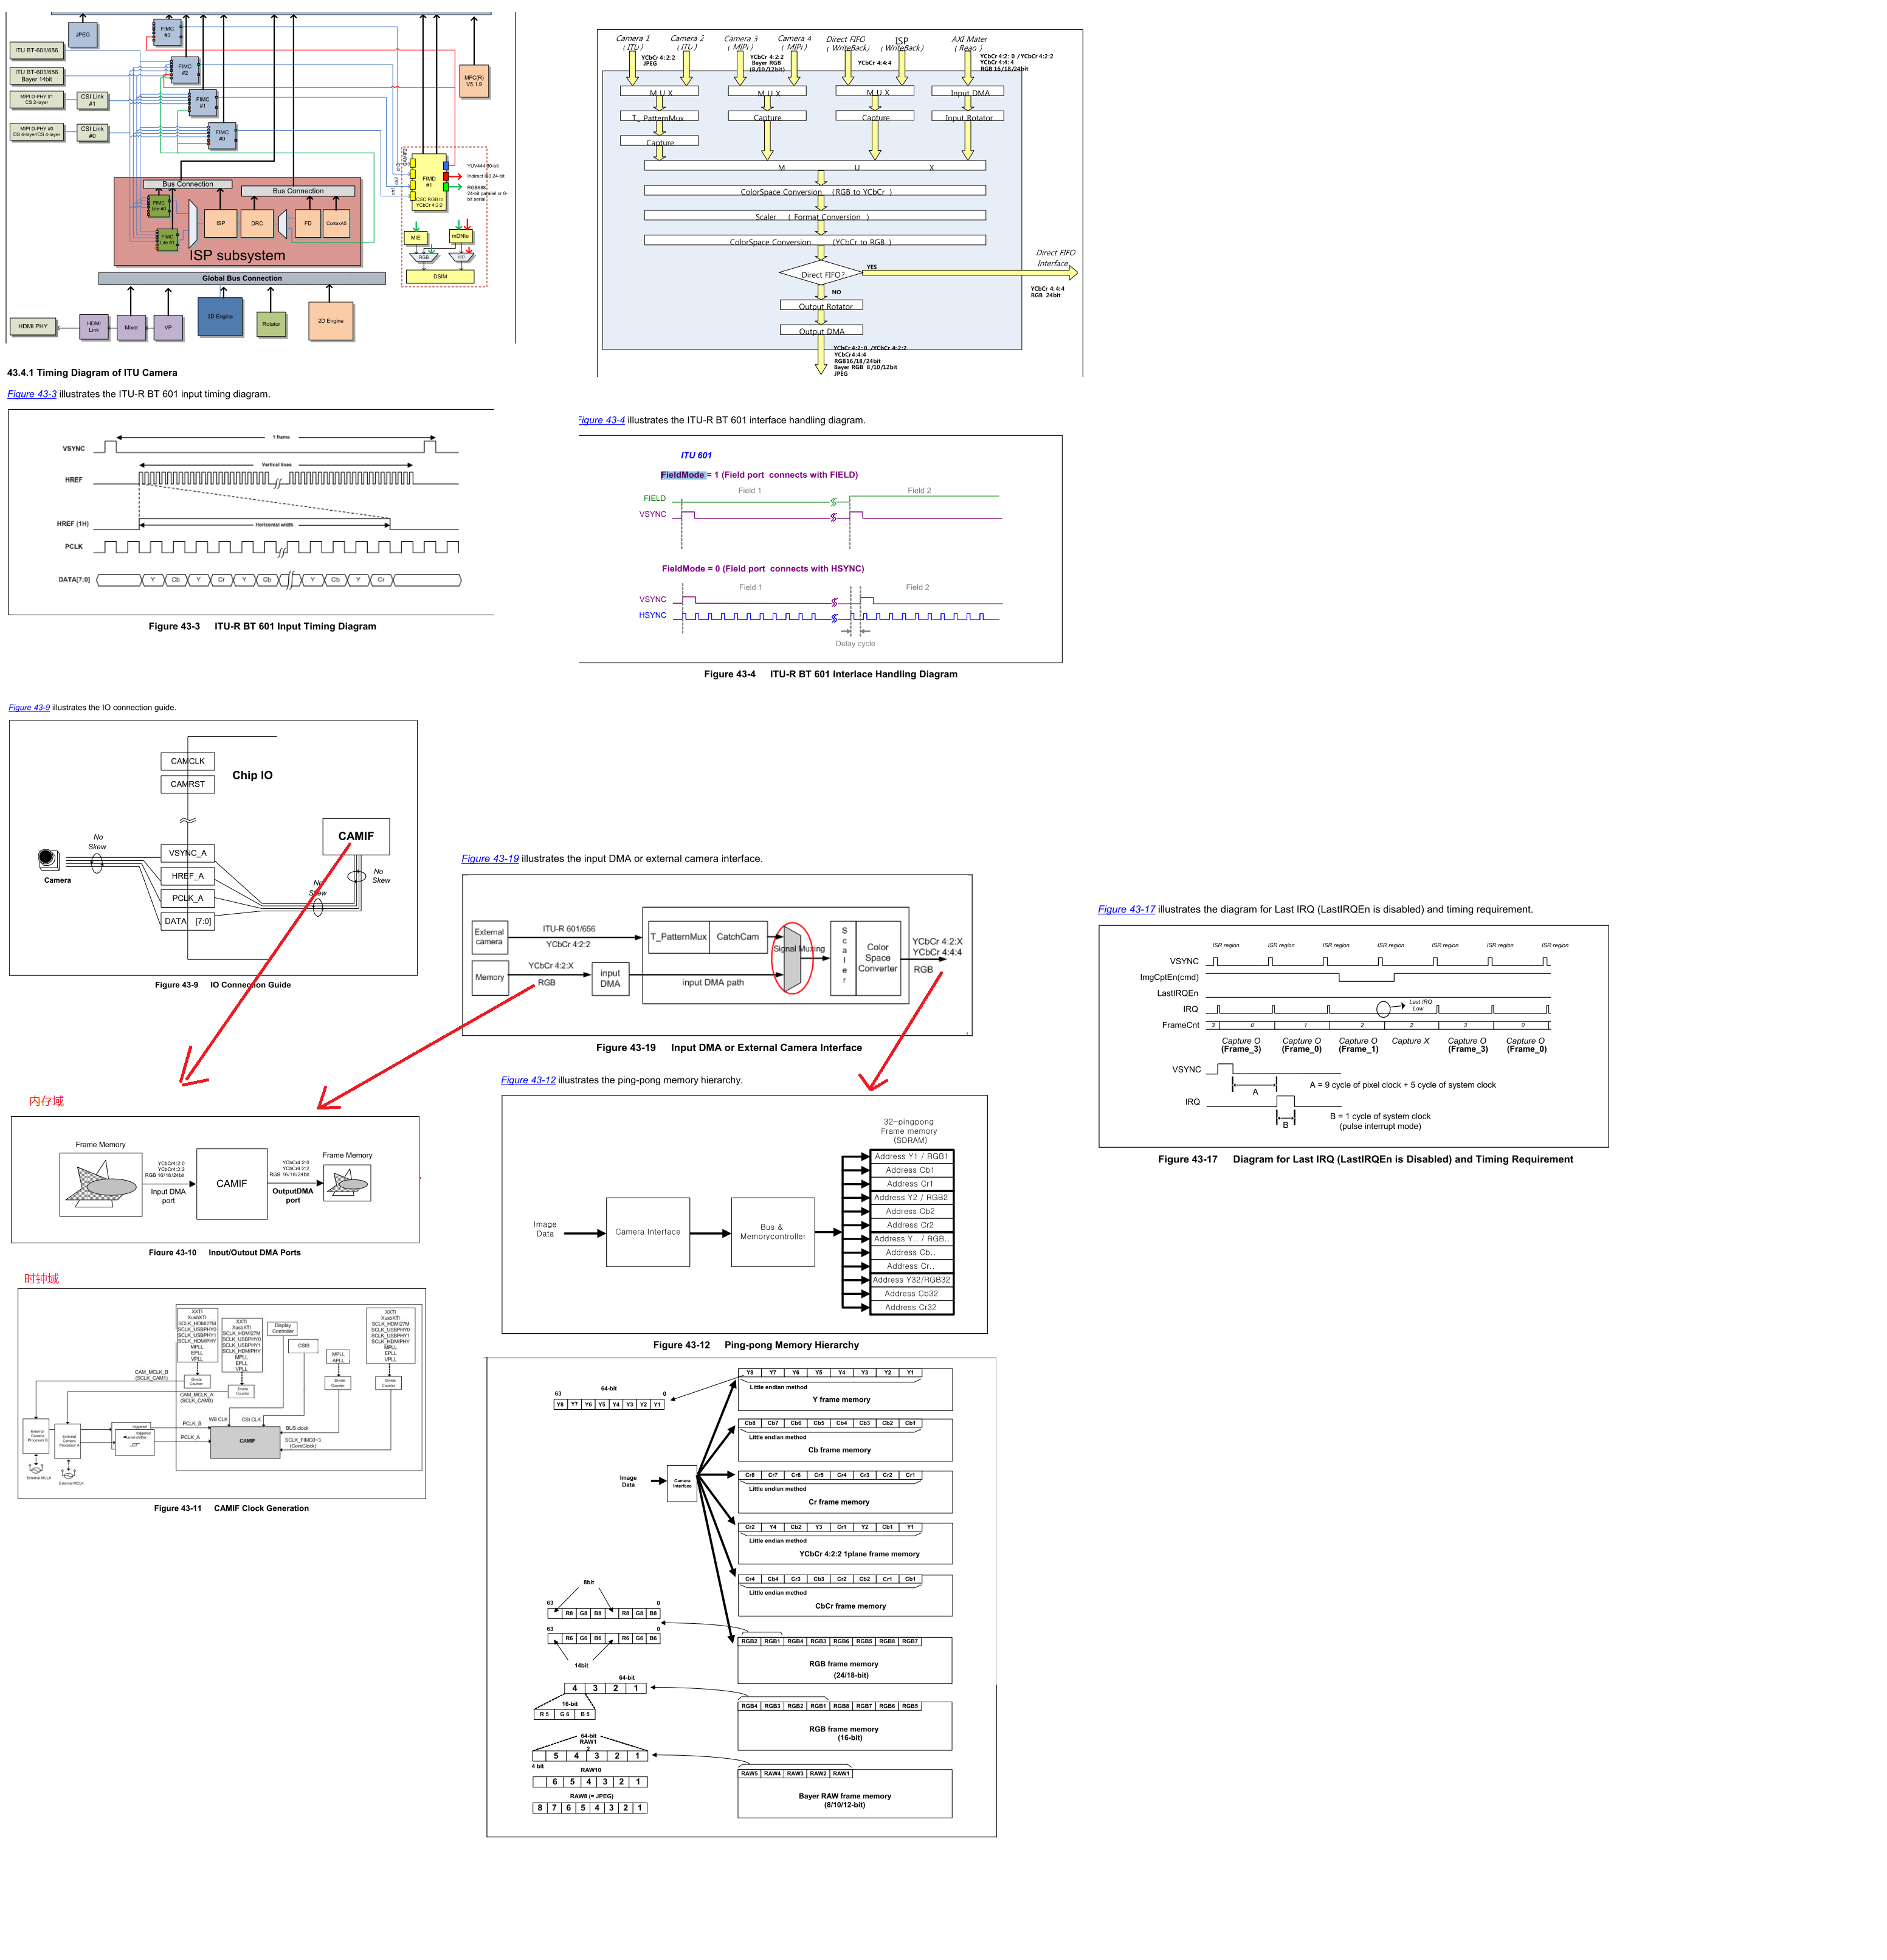 JPEG
FIMC
#3
ITU BT-601/656
FIMC
#2
ITU BT-601/656
Bayer 14bit
MFC(R)
V5.1.9
MIPI D-PHY #1
CS 2-layer
CSI Link
#1
FIMC
#1
MIPI D-PHY #0
DS 4-layer/CS 4-layer
CSI Link
#0
FIMC
#0
FIMD
#1
CSC RGB to
YCbCr 4:2:2
ch3
ch2
ch1
Indirect I80 24-bit
RGB888
24-bit parallel or 8-
bit serial
Bus Connection
Bus Connection
FIMC
Lite #0
FIMC
Lite #1
ISP
DRC
FD
CortexA5
ISP subsystem
MIE
mDNIe
RGB
I80
DSIM
Global Bus Connection
HDMI PHY
HDMI
Link
Mixer
VP
3D Engine
Rotator
2D Engine
Camera 1
( ITU )
Camera 2
( ITU )
Camera 3
( MIPI )
Camera 4
( MIPI )
Direct FIFO
( WriteBack )
ISP
( WriteBack)
AXI Mater
( Read )
YCbCr 4:2:2
JPEG
YCbCr 4:2:2
Bayer RGB
(8/10/12bit)
YCbCr 4:4:4
YCbCr 4:2:0 /YCbCr 4:2:2
YCbCr 4:4:4
RGB 16/18/24bit
M U X
M U X
M U X
Input DMA
T_ PatternMux
Capture
Capture
Input Rotator
Capture
M U X
ColorSpace Conversion (RGB to YCbCr )
Scaler ( Format Conversion )
ColorSpace Conversion (YCbCr to RGB )
Direct FIFO?
YES
NO
Direct FIFO
Interface
YCbCr 4:4:4
RGB 24bit
Output Rotator
Output DMA
YCbCr 4:2:0 /YCbCr 4:2:2
YCbCr4:4:4
RGB16/18/24bit
Bayer RGB 8/10/12bit
JPEG
43.4.1 Timing Diagram of ITU Camera
Figure 43-3 illustrates the ITU-R BT 601 input timing diagram.
1 frame
VSYNC
Vertical lines
HREF
HREF (1H)
Horizontal width
PCLK
DATA[7:0]
Y Cb Y Cr Y Cb Y Cb Y Cr
Figure 43-3 ITU-R BT 601 Input Timing Diagram
Figure 43-4 illustrates the ITU-R BT 601 interface handling diagram.
ITU 601
FieldMode = 1 (Field port connects with FIELD)
Field 1
Field 2
FIELD
VSYNC
FieldMode = 0 (Field port connects with HSYNC)
Field 1
Field 2
VSYNC
HSYNC
Delay cycle
Figure 43-4 ITU-R BT 601 Interlace Handling Diagram
Figure 43-9 illustrates the IO connection guide.
CAMCLK
CAMRST
Chip IO
CAMIF
No
Skew
VSYNC_A
HREF_A
PCLK_A
DATA [7:0]
Camera
No
Skew
No
Skew
Figure 43-9 IO Connection Guide
Figure 43-19 illustrates the input DMA or external camera interface.
External
camera
ITU-R 601/656
YCbCr 4:2:2
T_PatternMux
CatchCam
Signal Muxing
Scaler
Color
Space
Converter
YCbCr 4:2:X
YCbCr 4:4:4
RGB
Memory
YCbCr 4:2:X
RGB
input
DMA
input DMA path
Figure 43-19 Input DMA or External Camera Interface
Figure 43-17 illustrates the diagram for Last IRQ (LastIRQEn is disabled) and timing requirement.
ISR region ISR region ISR region ISR region ISR region ISR region ISR region
VSYNC
ImgCptEn(cmd)
LastIRQEn
IRQ
Last IRQ
Low
FrameCnt
3 0 1 2 2 3 0
Capture O Capture O Capture O Capture X Capture O Capture O
(Frame_3) (Frame_0) (Frame_1) (Frame_3) (Frame_0)
VSYNC
A
A = 9 cycle of pixel clock + 5 cycle of system clock
IRQ
B
B = 1 cycle of system clock
(pulse interrupt mode)
Figure 43-17 Diagram for Last IRQ (LastIRQEn is Disabled) and Timing Requirement
内存域
Frame Memory
YCbCr4:2:0
YCbCr4:2:2
RGB 16/18/24bit
Input DMA
port
CAMIF
YCbCr4:2:0
YCbCr4:2:2
RGB 16/18/24bit
OutputDMA
port
Frame Memory
Figure 43-10 Input/Output DMA Ports
时钟域
XXTI
XusbXTI
SCLK_HDMI27M
SCLK_USBPHY0
SCLK_USBPHY1
SCLK_HDMIPHY
MPLL
EPLL
VPLL
XXTI
XusbXTI
SCLK_HDMI27M
SCLK_USBPHY0
SCLK_USBPHY1
SCLK_HDMIPHY
MPLL
EPLL
VPLL
Display
Controller
CSIS
MPLL
APLL
XXTI
XusbXTI
SCLK_HDMI27M
SCLK_USBPHY0
SCLK_USBPHY1
SCLK_HDMIPHY
MPLL
EPLL
VPLL
Divide
Counter
Divide
Counter
Divide
Counter
Divide
Counter
CAM_MCLK_B
(SCLK_CAM1)
CAM_MCLK_A
(SCLK_CAM0)
WB CLK
CSI CLK
BUS clock
SCLK_FIMC0~3
(CoreClock)
PCLK_B
PCLK_A
CAMIF
External
Camera
Processor B
External
Camera
Processor A
External MCLK
External MCLK
Figure 43-11 CAMIF Clock Generation
Figure 43-12 illustrates the ping-pong memory hierarchy.
32-pingpong
Frame memory
(SDRAM)
Image
Data
Camera Interface
Bus &
Memorycontroller
Address Y1 / RGB1
Address Cb1
Address Cr1
Address Y2 / RGB2
Address Cb2
Address Cr2
Address Y.. / RGB..
Address Cb..
Address Cr..
Address Y32/RGB32
Address Cb32
Address Cr32
Figure 43-12 Ping-pong Memory Hierarchy
64-bit
63 0
Y8 Y7 Y6 Y5 Y4 Y3 Y2 Y1
Y8 Y7 Y6 Y5 Y4 Y3 Y2 Y1
Little endian method
Y frame memory
Cb8 Cb7 Cb6 Cb5 Cb4 Cb3 Cb2 Cb1
Little endian method
Cb frame memory
Image
Data
Camera
Interface
Cr8 Cr7 Cr6 Cr5 Cr4 Cr3 Cr2 Cr1
Little endian method
Cr frame memory
Cr2 Y4 Cb2 Y3 Cr1 Y2 Cb1 Y1
Little endian method
YCbCr 4:2:2 1plane frame memory
Cr4 Cb4 Cr3 Cb3 Cr2 Cb2 Cr1 Cb1
Little endian method
CbCr frame memory
8bit
63 0
R8 G8 B8 R8 G8 B8
63 0
R6 G6 B6 R6 G6 B6
14bit
RGB2 RGB1 RGB4 RGB3 RGB6 RGB5 RGB8 RGB7
RGB frame memory
(24/18-bit)
64-bit
4 3 2 1
16-bit
R 5 G 6 B 5
RGB4 RGB3 RGB2 RGB1 RGB8 RGB7 RGB6 RGB5
RGB frame memory
(16-bit)
64-bit
RAW1
2
5 4 3 2 1
4 bit
RAW10
6 5 4 3 2 1
RAW8 (= JPEG)
8 7 6 5 4 3 2 1
RAW5 RAW4 RAW3 RAW2 RAW1
Bayer RAW frame memory
(8/10/12-bit)